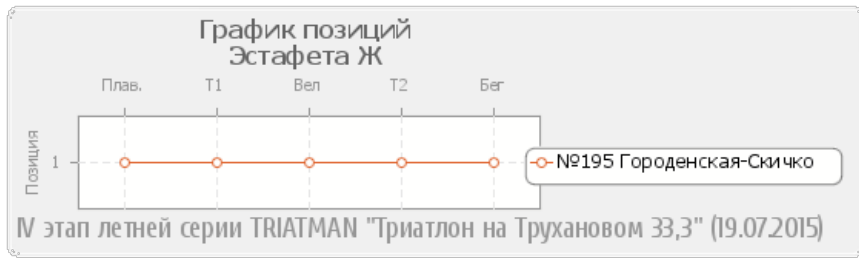 График позиций
Эстафета Ж
Плав. T1 Вел T2 Бег
Позиция
1
№195 Городенская-Скичко
IV этап летней серии TRIATMAN "Триатлон на Трухановом 33,3" (19.07.2015)